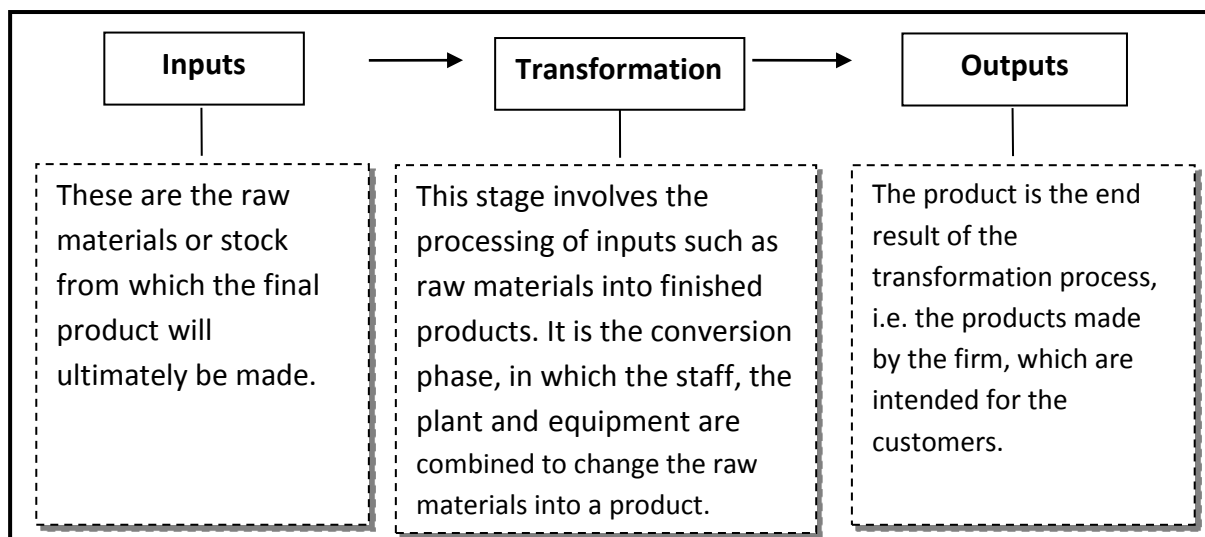 Inputs
Transformation
Outputs
These are the raw
materials or stock
from which the final
product will
ultimately be made.
This stage involves the
processing of inputs such as
raw materials into finished
products. It is the conversion
phase, in which the staff, the
plant and equipment are
combined to change the raw
materials into a product.
The product is the end
result of the
transformation process,
i.e. the products made
by the firm, which are
intended for the
customers.